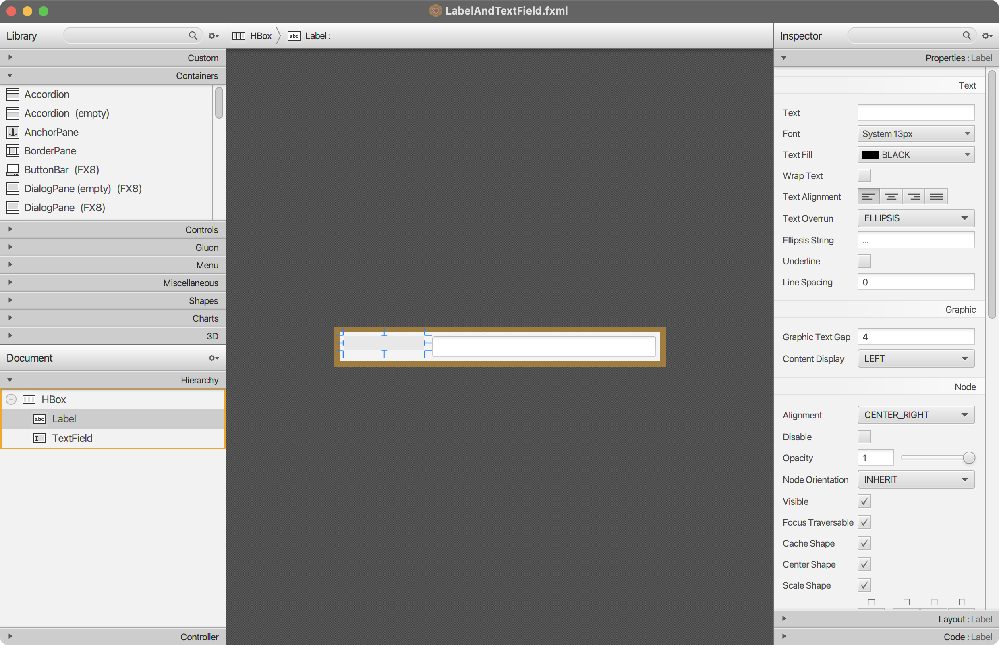 LabelAndTextField.fxml
Library
HBox
abc
Label :
Inspector
Custom
Containers
Accordion
Accordion (empty)
AnchorPane
BorderPane
ButtonBar (FX8)
DialogPane (empty) (FX8)
DialogPane (FX8)
Controls
Gluon
Menu
Miscellaneous
Shapes
Charts
3D
Document
Hierarchy
HBox
abc Label
I TextField
Controller
Properties : Label
Text
Text
Font System 13px
Text Fill BLACK
Wrap Text
Text Alignment
Text Overrun ELLIPSIS
Ellipsis String ...
Underline
Line Spacing 0
Graphic
Graphic Text Gap 4
Content Display LEFT
Node
Alignment CENTER_RIGHT
Disable
Opacity 1
Node Orientation INHERIT
Visible
Focus Traversable
Cache Shape
Center Shape
Scale Shape
Layout : Label
Code : Label